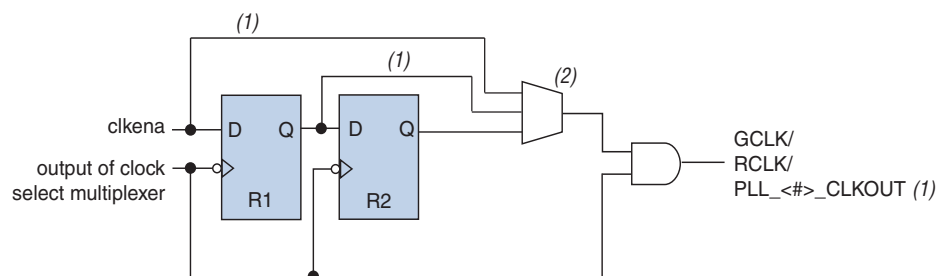 (1)
(1)
(2)
clkena
D
Q
D
Q
output of clock
select multiplexer
R1
R2
GCLK/
RCLK/
PLL_<#>_CLKOUT (1)